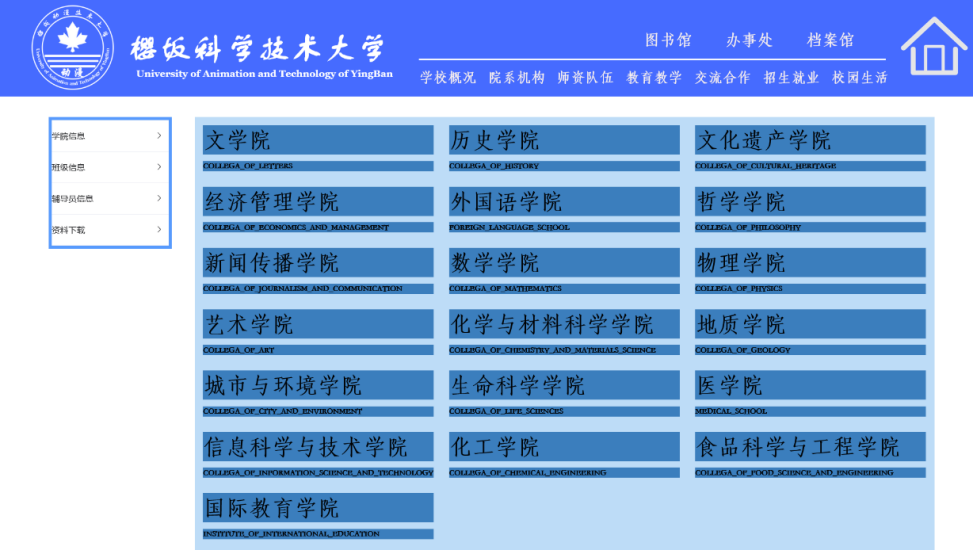 樱坂科学技术大学
University of Animation and Technology of YingBan
动漫
图书馆 办事处 档案馆
学校概况 院系机构 师资队伍 教育教学 交流合作 招生就业 校园生活
学院信息
班级信息
辅导员信息
资料下载
文学院 历史学院 文化遗产学院
COLLEGA_OF_LETTERS COLLEGA_OF_HISTORY COLLEGA_OF_CULTURAL_HERITAGE
经济管理学院 外国语学院 哲学学院
COLLEGA_OF_ECONOMICS_AND_MANAGEMENT FOREIGN_LANGUAGE_SCHOOL COLLEGA_OF_PHILOSOPHY
新闻传播学院 数学学院 物理学院
COLLEGA_OF_JOURNALISM_AND_COMMUNICATION COLLEGA_OF_MATHEMATICS COLLEGA_OF_PHYSICS
艺术学院 化学与材料科学学院 地质学院
COLLEGA_OF_ART COLLEGA_OF_CHEMISTRY_AND_MATERIALS_SCIENCE COLLEGA_OF_GEOLOGY
城市与环境学院 生命科学学院 医学院
COLLEGA_OF_CITY_AND_ENVIRONMENT COLLEGA_OF_LIFE_SCIENCES MEDICAL_SCHOOL
信息科学与技术学院 化工学院 食品科学与工程学院
COLLEGA_OF_INFORMATION_SCIENCE_AND_TECHNOLOGY COLLEGA_OF_CHEMICAL_ENGINEERING COLLEGA_OF_FOOD_SCIENCE_AND_ENGINEERING
国际教育学院
INSTITUTE_OF_INTERNATIONAL_EDUCATION